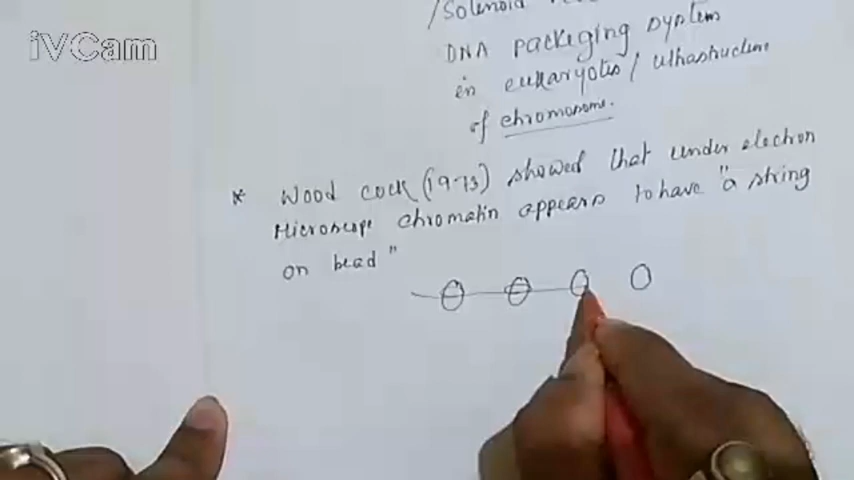 iVCam
/Solenoid
DNA packeging system
in eukaryotes/ Ultrastructure
of chromosome.
* Wood cock (1973) showed that under electron
Microscope chromatin appears to have "a string
on bead"